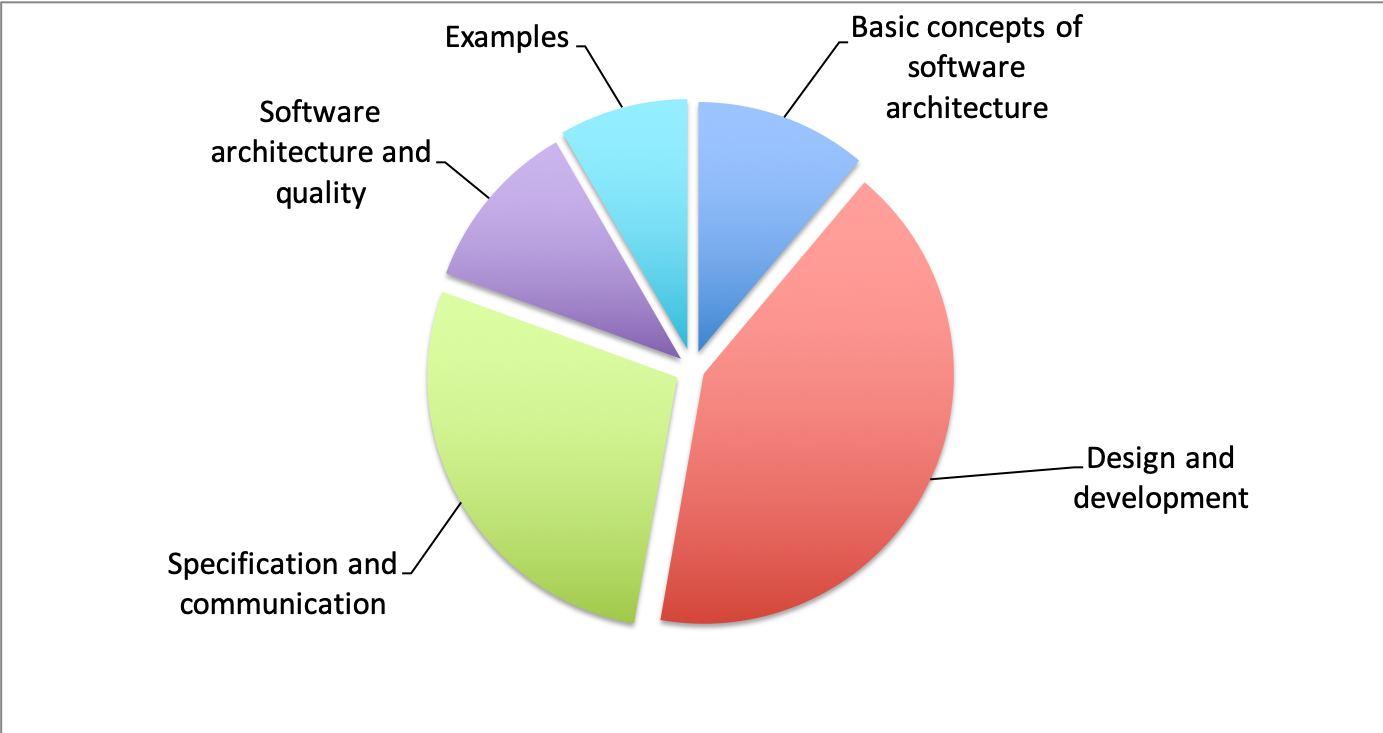 Examples
Basic concepts of
software
architecture
Software
architecture and
quality
Design and
development
Specification and
communication